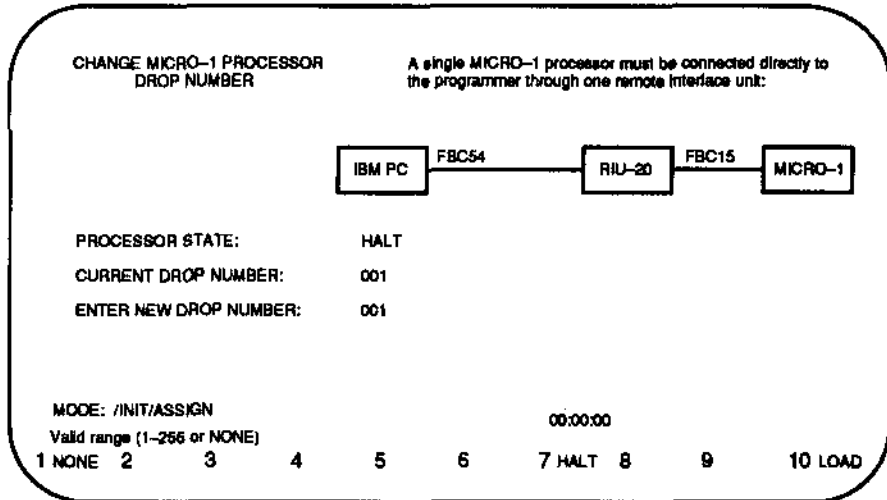 CHANGE MICRO–1 PROCESSOR
DROP NUMBER
A single MICRO–1 processor must be connected directly to
the programmer through one remote interface unit:
IBM PC
FBC54
RIU–20
FBC15
MICRO–1
PROCESSOR STATE: HALT
CURRENT DROP NUMBER: 001
ENTER NEW DROP NUMBER: 001
MODE: /INIT/ASSIGN 00:00:00
Valid range (1–256 or NONE)
1 NONE 2 3 4 5 6 7 HALT 8 9 10 LOAD